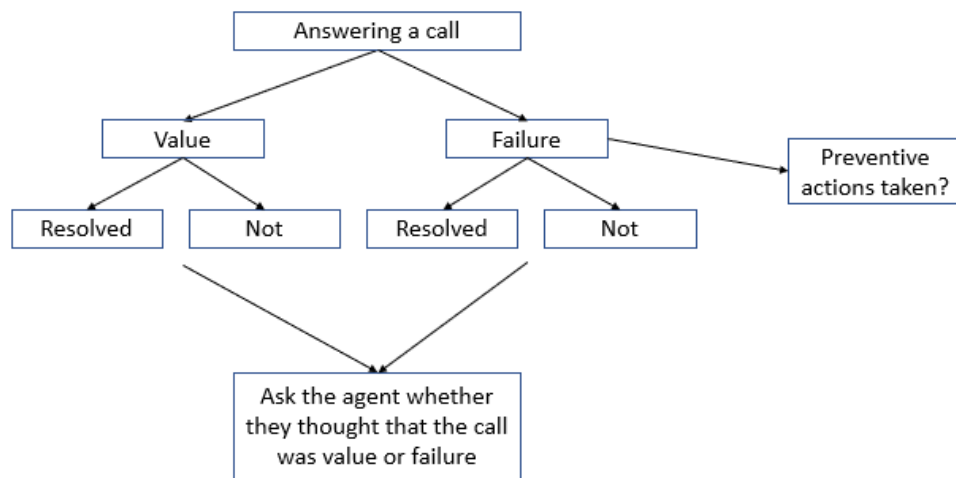 Answering a call
Value
Failure
Preventive
actions taken?
Resolved
Not
Resolved
Not
Ask the agent whether
they thought that the call
was value or failure